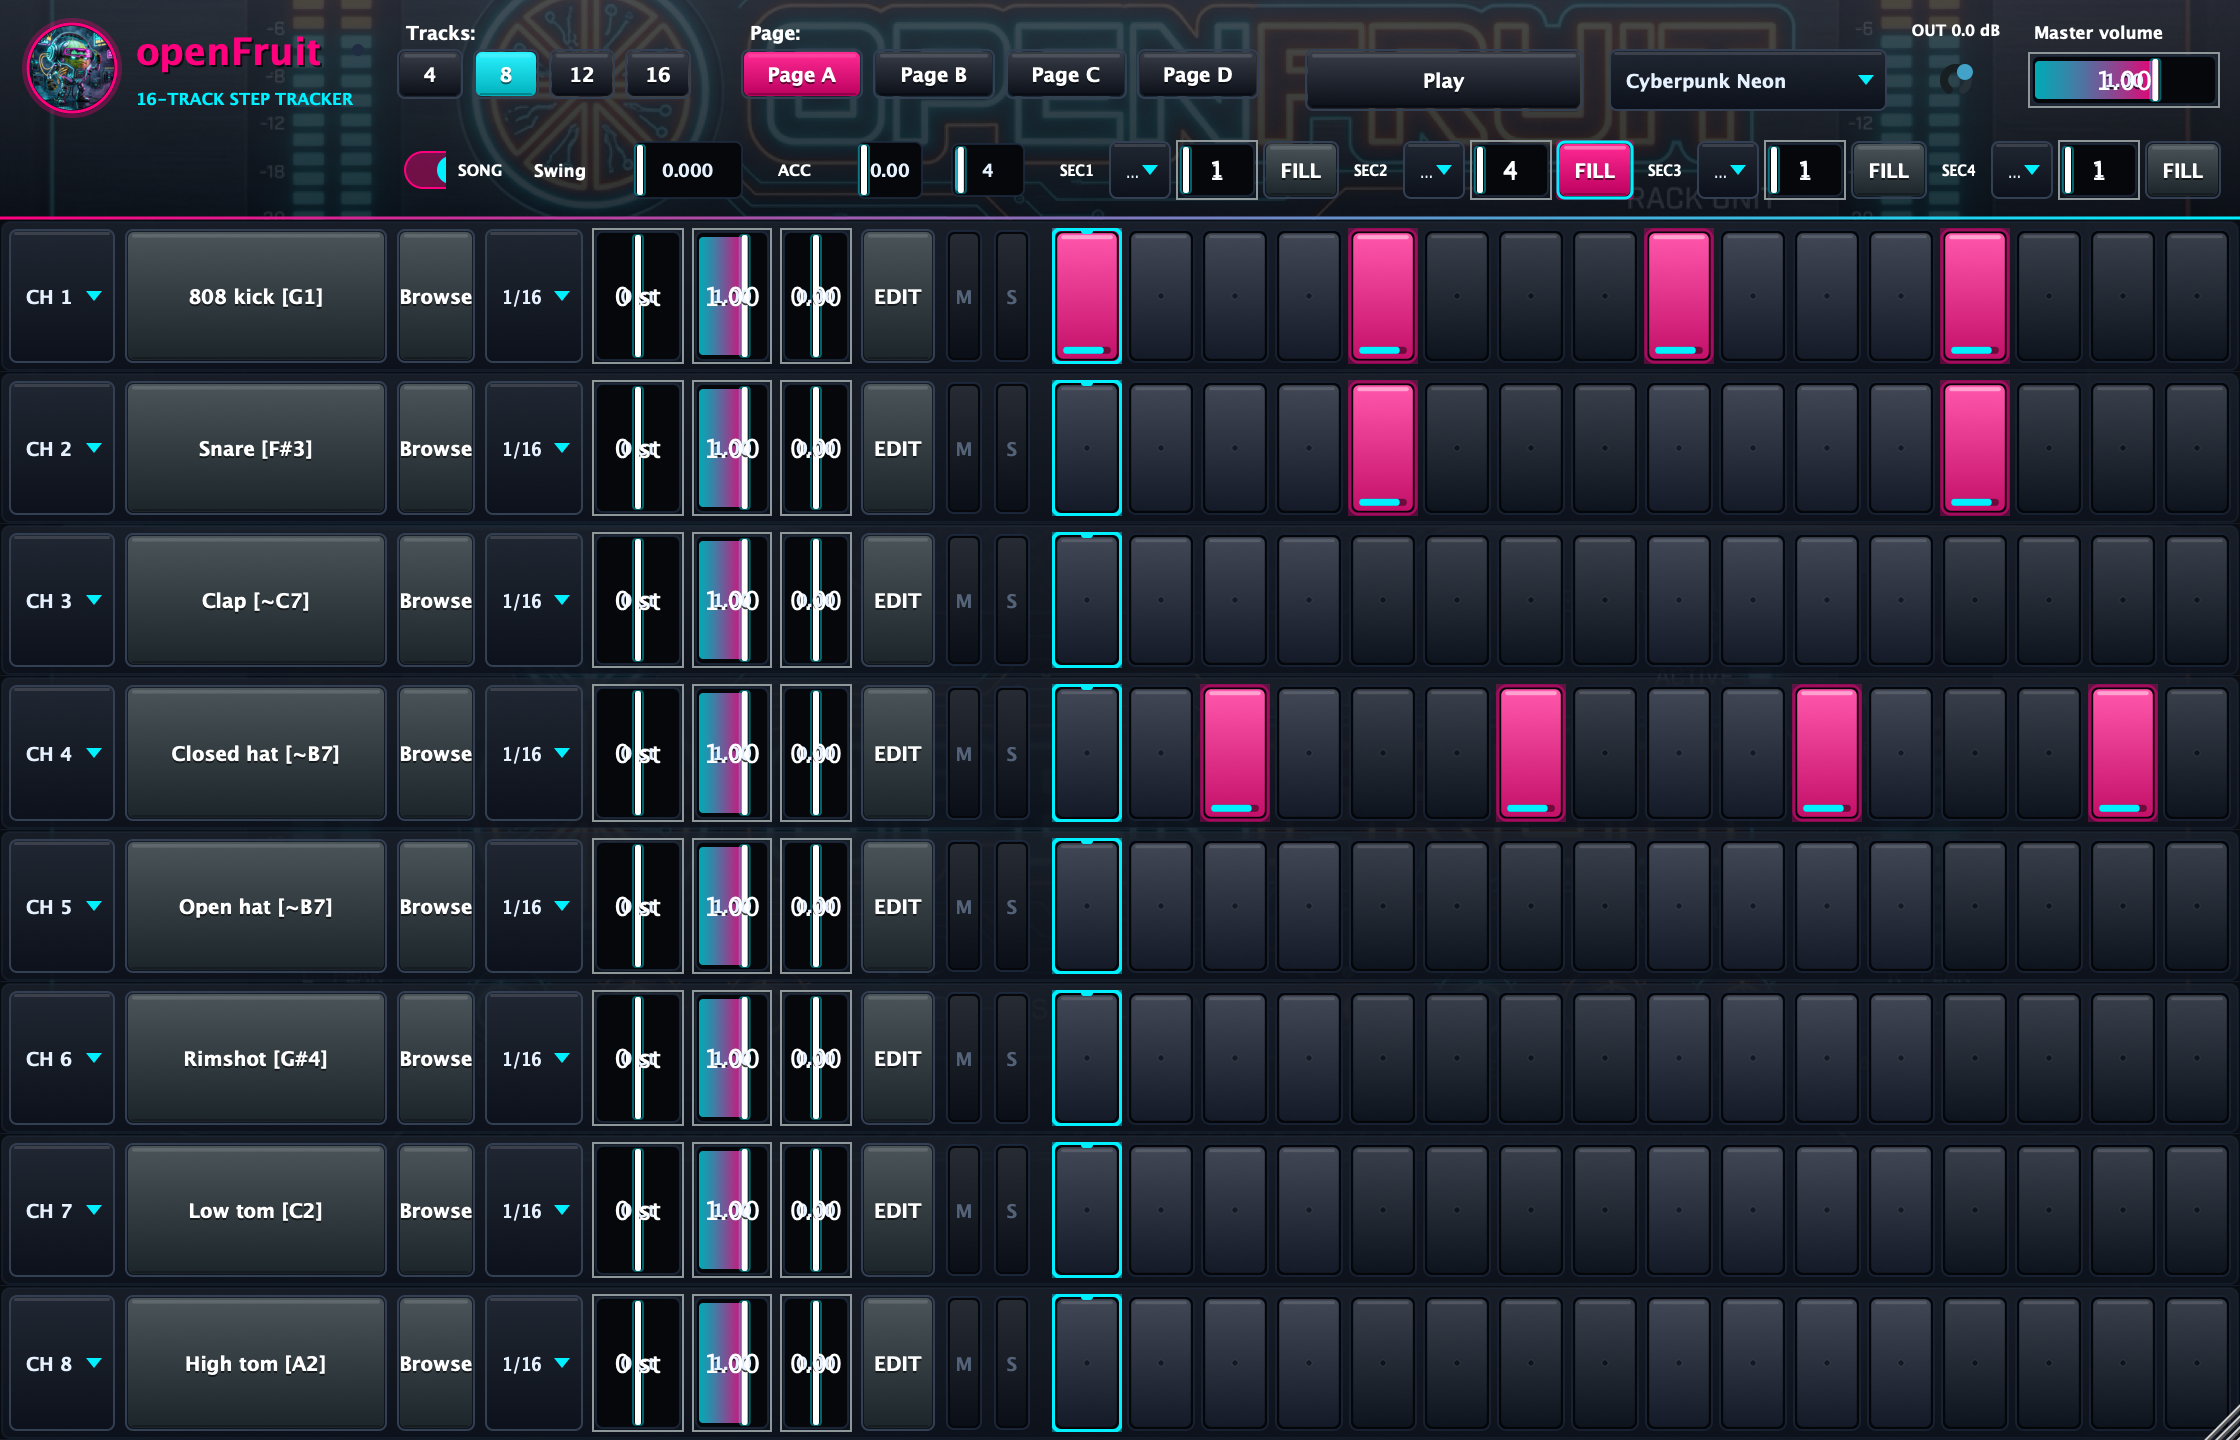 openFruit
16-TRACK STEP TRACKER
Tracks:
4 8 12 16
Page:
Page A Page B Page C Page D
Play
Cyberpunk Neon
OUT 0.0 dB
Master volume
1.00
SONG Swing 0.000 ACC 0.00 4 SEC1 ... 1 FILL SEC2 ... 4 FILL SEC3 ... 1 FILL SEC4 ... 1 FILL
CH 1 808 kick [G1] Browse 1/16 0 st 1.00 0.00 EDIT M S
CH 2 Snare [F#3] Browse 1/16 0 st 1.00 0.00 EDIT M S
CH 3 Clap [~C7] Browse 1/16 0 st 1.00 0.00 EDIT M S
CH 4 Closed hat [~B7] Browse 1/16 0 st 1.00 0.00 EDIT M S
CH 5 Open hat [~B7] Browse 1/16 0 st 1.00 0.00 EDIT M S
CH 6 Rimshot [G#4] Browse 1/16 0 st 1.00 0.00 EDIT M S
CH 7 Low tom [C2] Browse 1/16 0 st 1.00 0.00 EDIT M S
CH 8 High tom [A2] Browse 1/16 0 st 1.00 0.00 EDIT M S